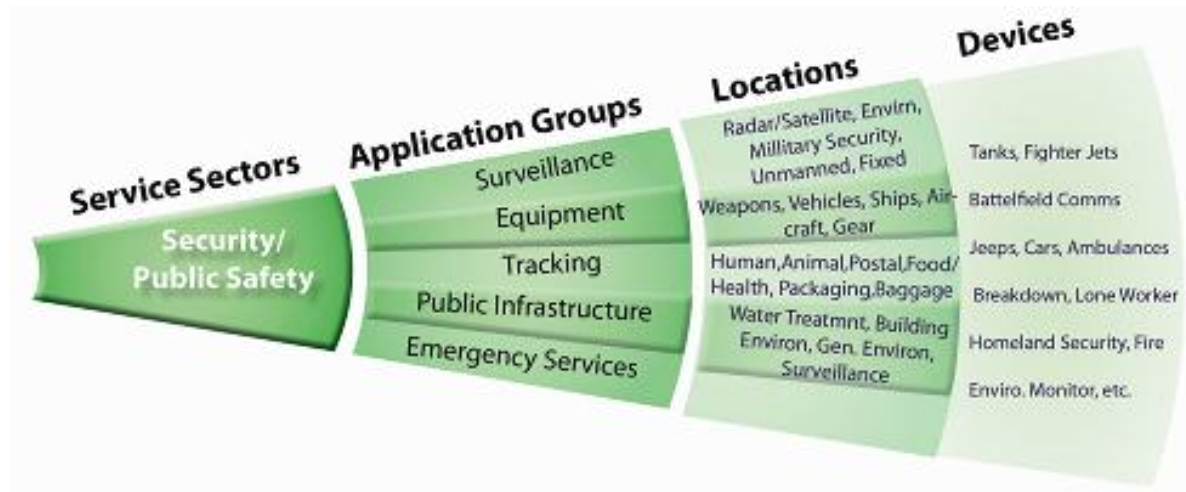 Service Sectors
Security/
Public Safety
Application Groups
Surveillance
Equipment
Tracking
Public Infrastructure
Emergency Services
Locations
Radar/Satellite, Envirn,
Millitary Security,
Unmanned, Fixed
Weapons, Vehicles, Ships, Air-
craft, Gear
Human,Animal,Postal,Food/
Health, Packaging,Baggage
Water Treatmnt, Building
Environ, Gen. Environ,
Surveillance
Devices
Tanks, Fighter Jets
Battelfield Comms
Jeeps, Cars, Ambulances
Breakdown, Lone Worker
Homeland Security, Fire
Enviro. Monitor, etc.